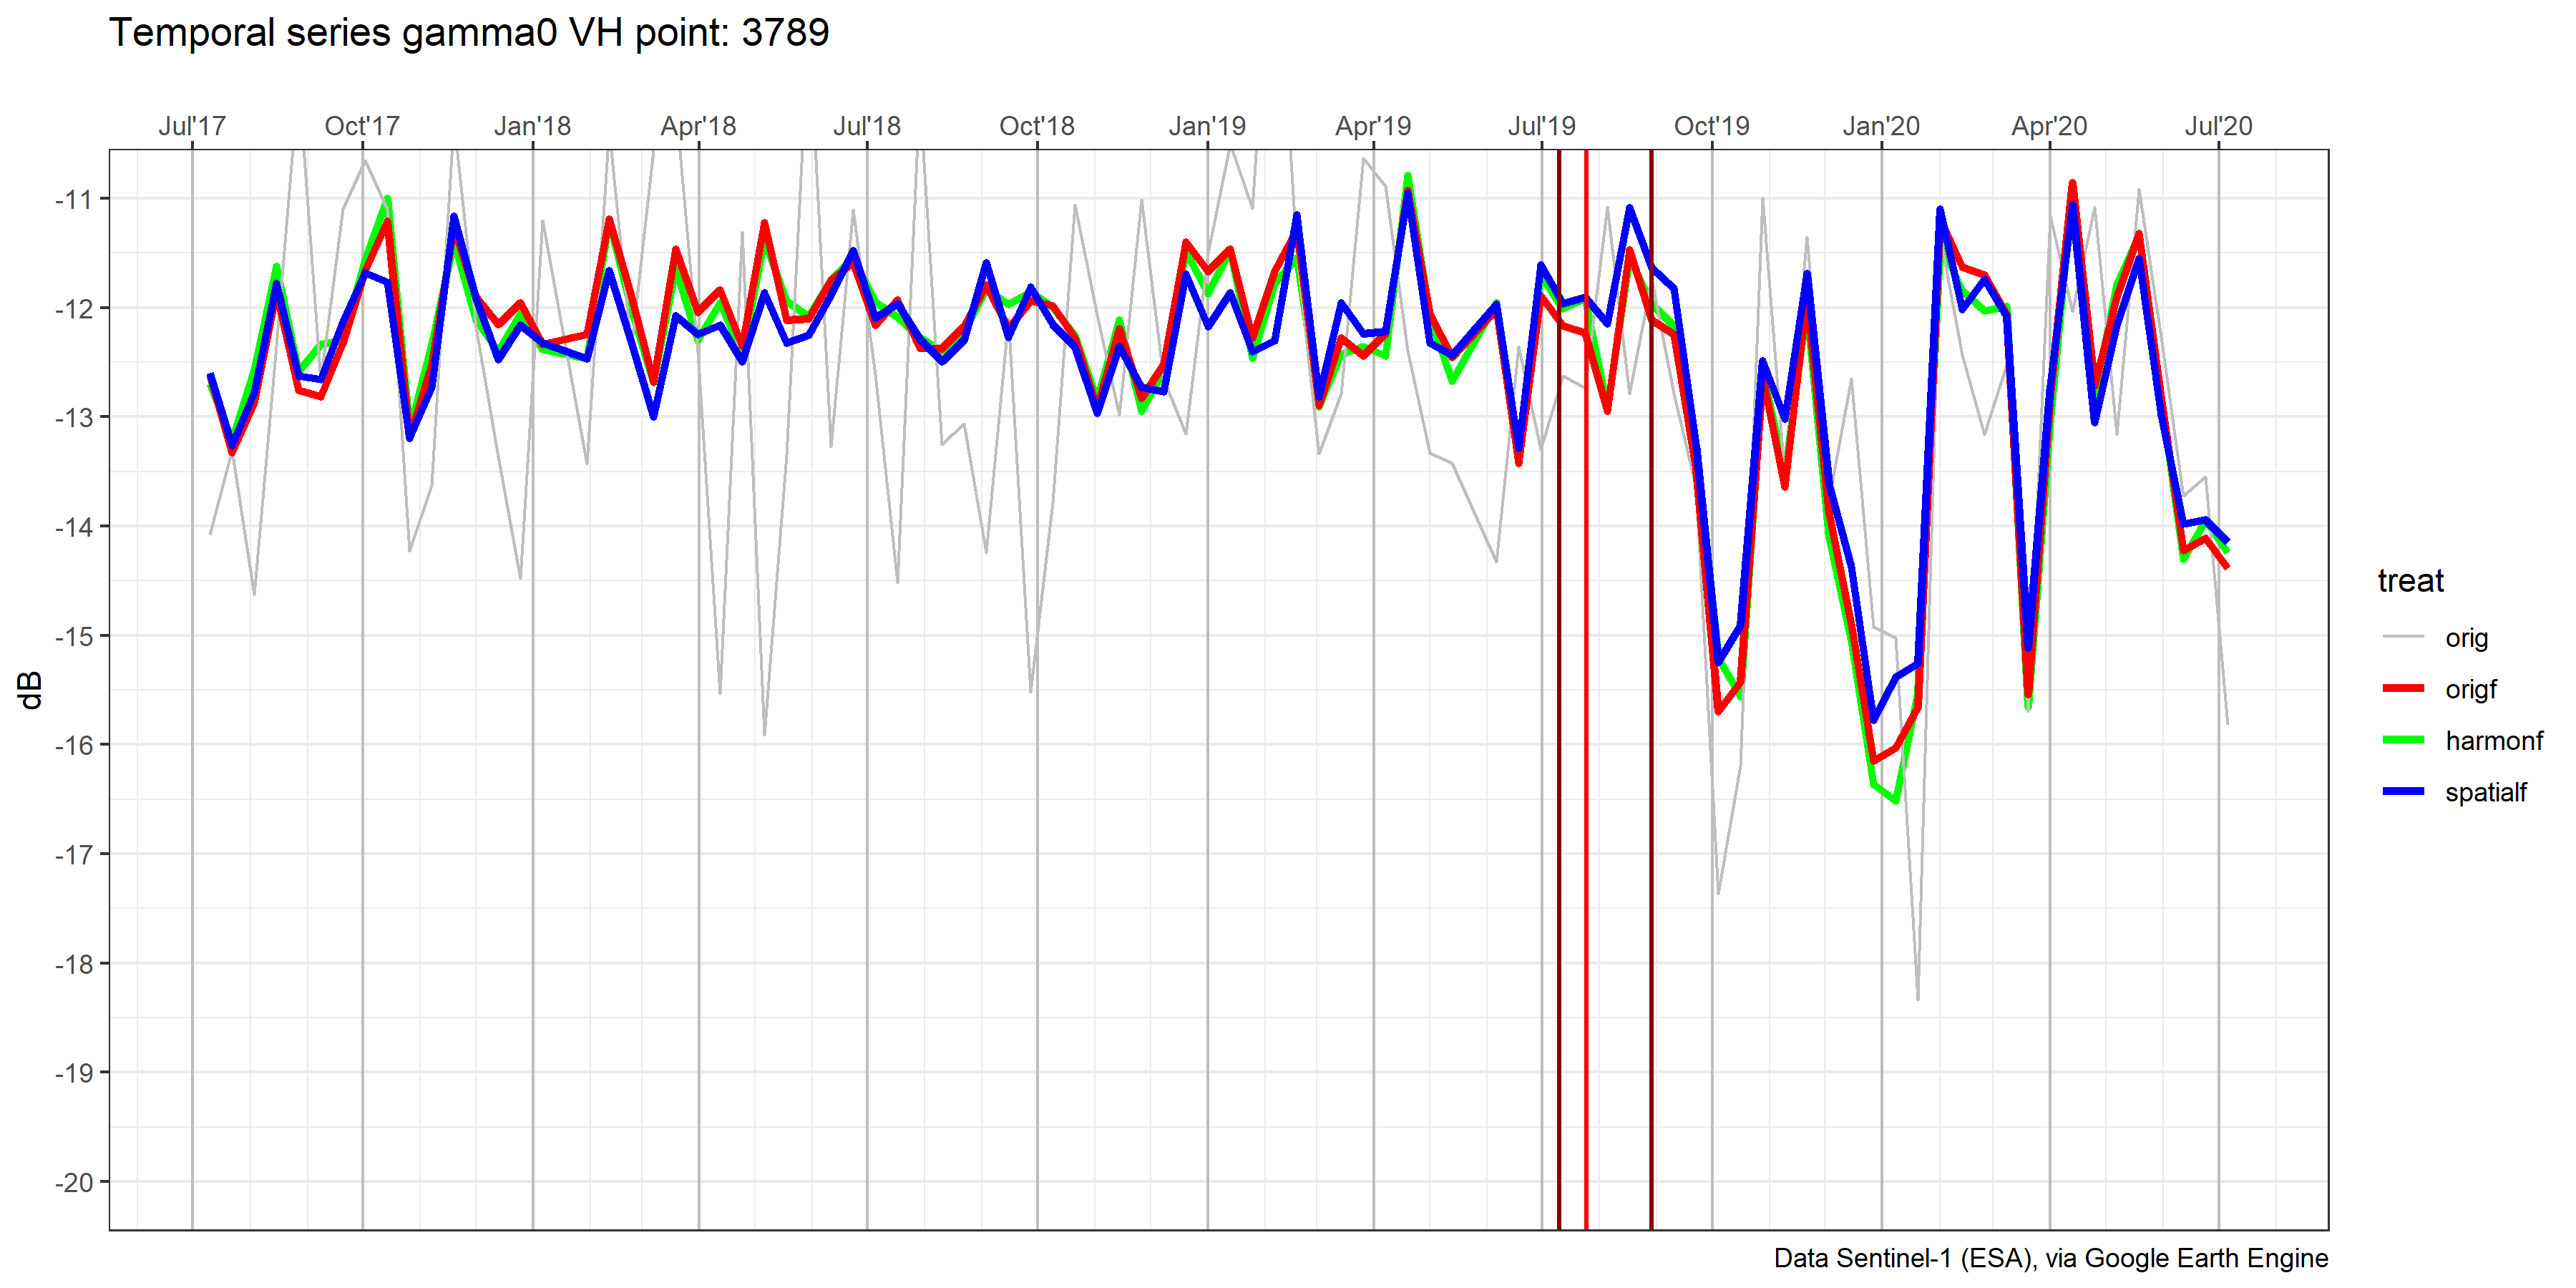 Temporal series gamma0 VH point: 3789
Jul'17 Oct'17 Jan'18 Apr'18 Jul'18 Oct'18 Jan'19 Apr'19 Jul'19 Oct'19 Jan'20 Apr'20 Jul'20
-11
-12
-13
-14
-15
-16
-17
-18
-19
-20
dB
treat
orig
origf
harmonf
spatialf
Data Sentinel-1 (ESA), via Google Earth Engine